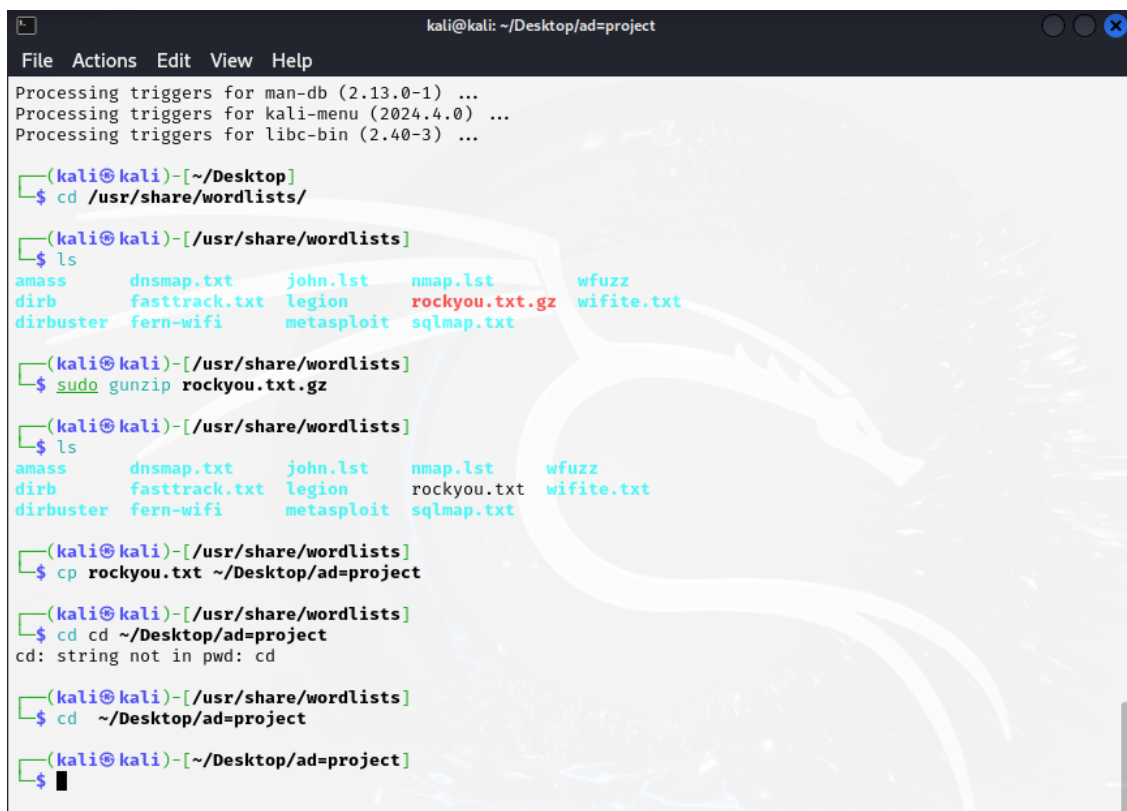 kali@kali: ~/Desktop/ad=project
File Actions Edit View Help
Processing triggers for man-db (2.13.0-1) ...
Processing triggers for kali-menu (2024.4.0) ...
Processing triggers for libc-bin (2.40-3) ...
┌──(kali㉿kali)-[~/Desktop]
└─$ cd /usr/share/wordlists/
┌──(kali㉿kali)-[/usr/share/wordlists]
└─$ ls
amass dnsmap.txt john.lst nmap.lst wfuzz
dirb fasttrack.txt legion rockyou.txt.gz wifite.txt
dirbuster fern-wifi metasploit sqlmap.txt
┌──(kali㉿kali)-[/usr/share/wordlists]
└─$ sudo gunzip rockyou.txt.gz
┌──(kali㉿kali)-[/usr/share/wordlists]
└─$ ls
amass dnsmap.txt john.lst nmap.lst wfuzz
dirb fasttrack.txt legion rockyou.txt wifite.txt
dirbuster fern-wifi metasploit sqlmap.txt
┌──(kali㉿kali)-[/usr/share/wordlists]
└─$ cp rockyou.txt ~/Desktop/ad=project
┌──(kali㉿kali)-[/usr/share/wordlists]
└─$ cd cd ~/Desktop/ad=project
cd: string not in pwd: cd
┌──(kali㉿kali)-[/usr/share/wordlists]
└─$ cd  ~/Desktop/ad=project
┌──(kali㉿kali)-[~/Desktop/ad=project]
└─$